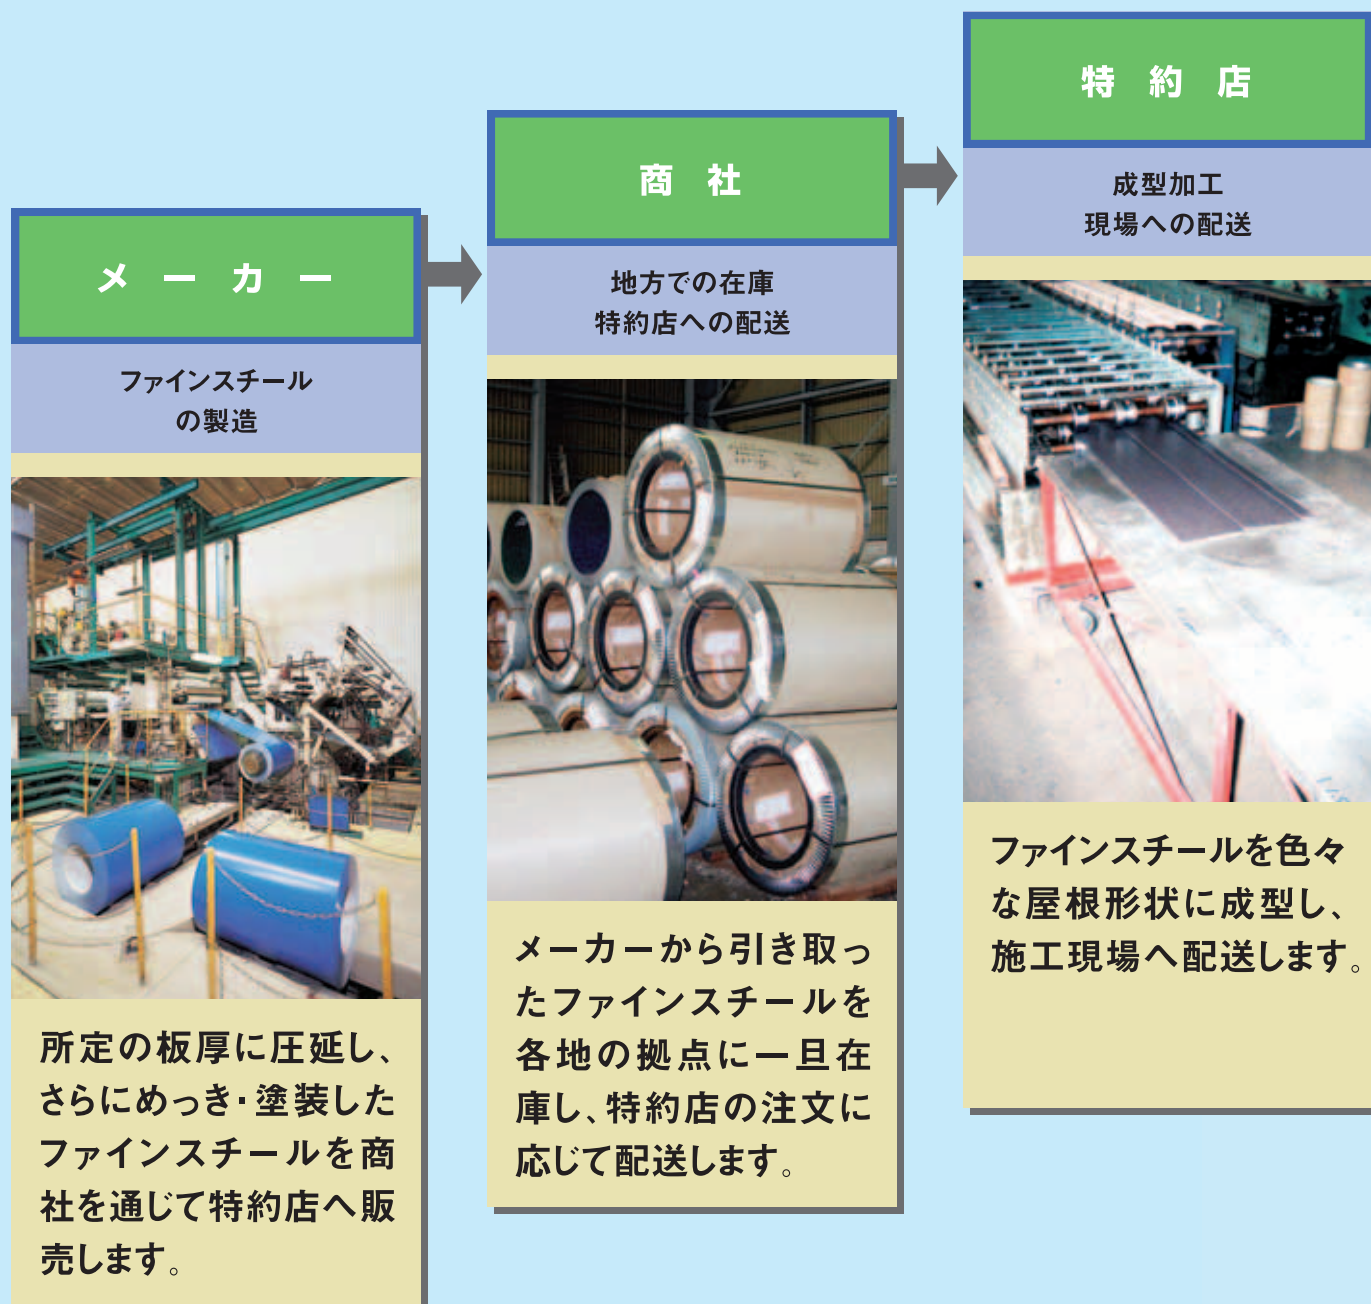 メーカー
ファインスチール
の製造
所定の板厚に圧延し、
さらにめっき・塗装した
ファインスチールを商
社を通じて特約店へ販
売します。
商社
地方での在庫
特約店への配送
メーカーから引き取っ
たファインスチールを
各地の拠点に一旦在
庫し、特約店の注文に
応じて配送します。
特約店
成型加工
現場への配送
ファインスチールを色々
な屋根形状に成型し、
施工現場へ配送します。